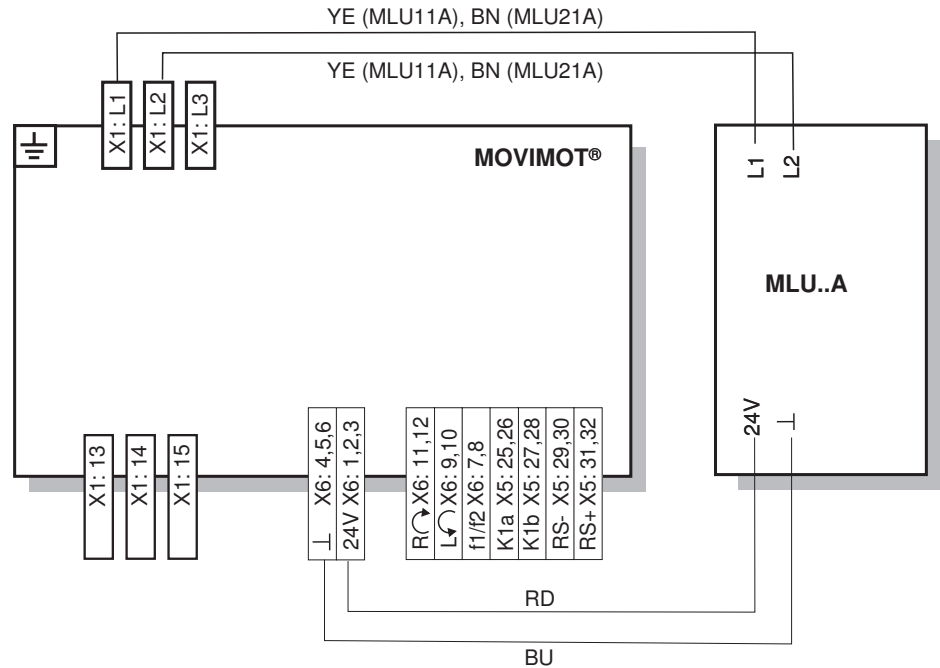 YE (MLU11A), BN (MLU21A)
YE (MLU11A), BN (MLU21A)
X1: L1
X1: L2
X1: L3
MOVIMOT®
L1
L2
MLU..A
24V
⊥
X1: 13
X1: 14
X1: 15
⊥ X6: 4,5,6
24V X6: 1,2,3
R X6: 11,12
L X6: 9,10
f1/f2 X6: 7,8
K1a X5: 25,26
K1b X5: 27,28
RS- X5: 29,30
RS+ X5: 31,32
RD
BU